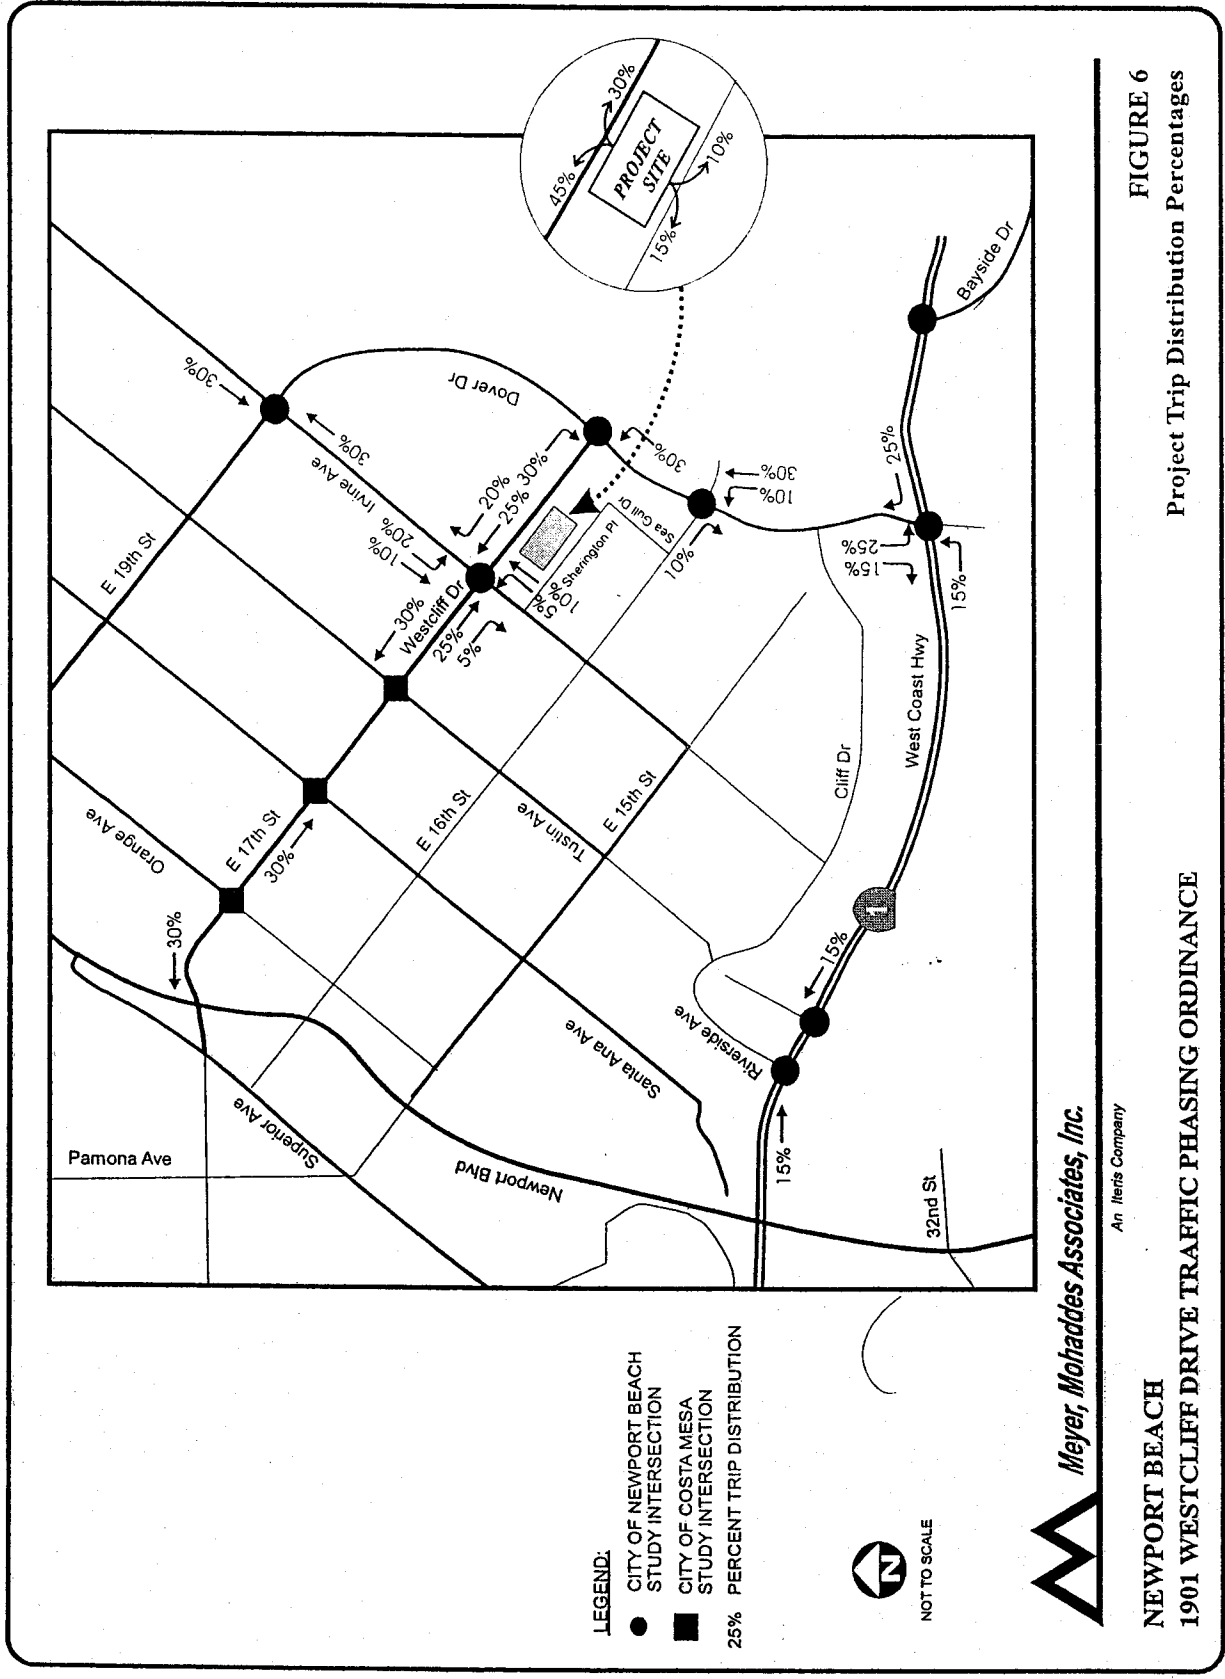 FIGURE 6
Project Trip Distribution Percentages
NEWPORT BEACH
1901 WESTCLIFF DRIVE TRAFFIC PHASING ORDINANCE
Meyer, Mohaddes Associates, Inc.
An Iteris Company
LEGEND:
CITY OF NEWPORT BEACH
STUDY INTERSECTION
CITY OF COSTA MESA
STUDY INTERSECTION
25% PERCENT TRIP DISTRIBUTION
N
NOT TO SCALE
PROJECT
SITE
45%
30%
15%
10%
Pamona Ave
Superior Ave
Newport Blvd
32nd St
Orange Ave
E 17th St
E 19th St
E 16th St
E 15th St
Santa Ana Ave
Tustin Ave
Riverside Ave
Irvine Ave
Westcliff Dr
Dover Dr
Sherington Pl
Sea Gull Dr
Cliff Dr
West Coast Hwy
Bayside Dr
1
30%
30%
30%
25%
5%
30%
30%
20%
10%
20%
25%
30%
5%
10%
30%
10%
30%
10%
25%
25%
15%
15%
15%
15%
30%